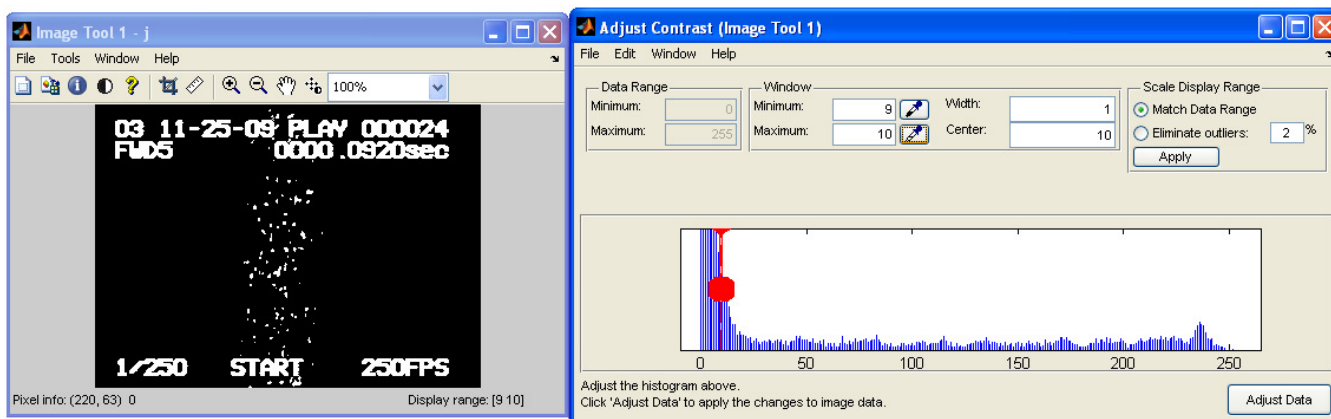 Image Tool 1 - j
File Tools Window Help
100%
03 11-25-09 PLAY 000024
FWD5 0000.0920sec
1/250 START 250FPS
Pixel info: (220, 63) 0
Display range: [9 10]
Adjust Contrast (Image Tool 1)
File Edit Window Help
Data Range
Minimum: 0
Maximum: 255
Window
Minimum: 9
Maximum: 10
Width: 1
Center: 10
Scale Display Range
Match Data Range
Eliminate outliers: 2 %
Apply
0 50 100 150 200 250
Adjust the histogram above.
Click 'Adjust Data' to apply the changes to image data.
Adjust Data